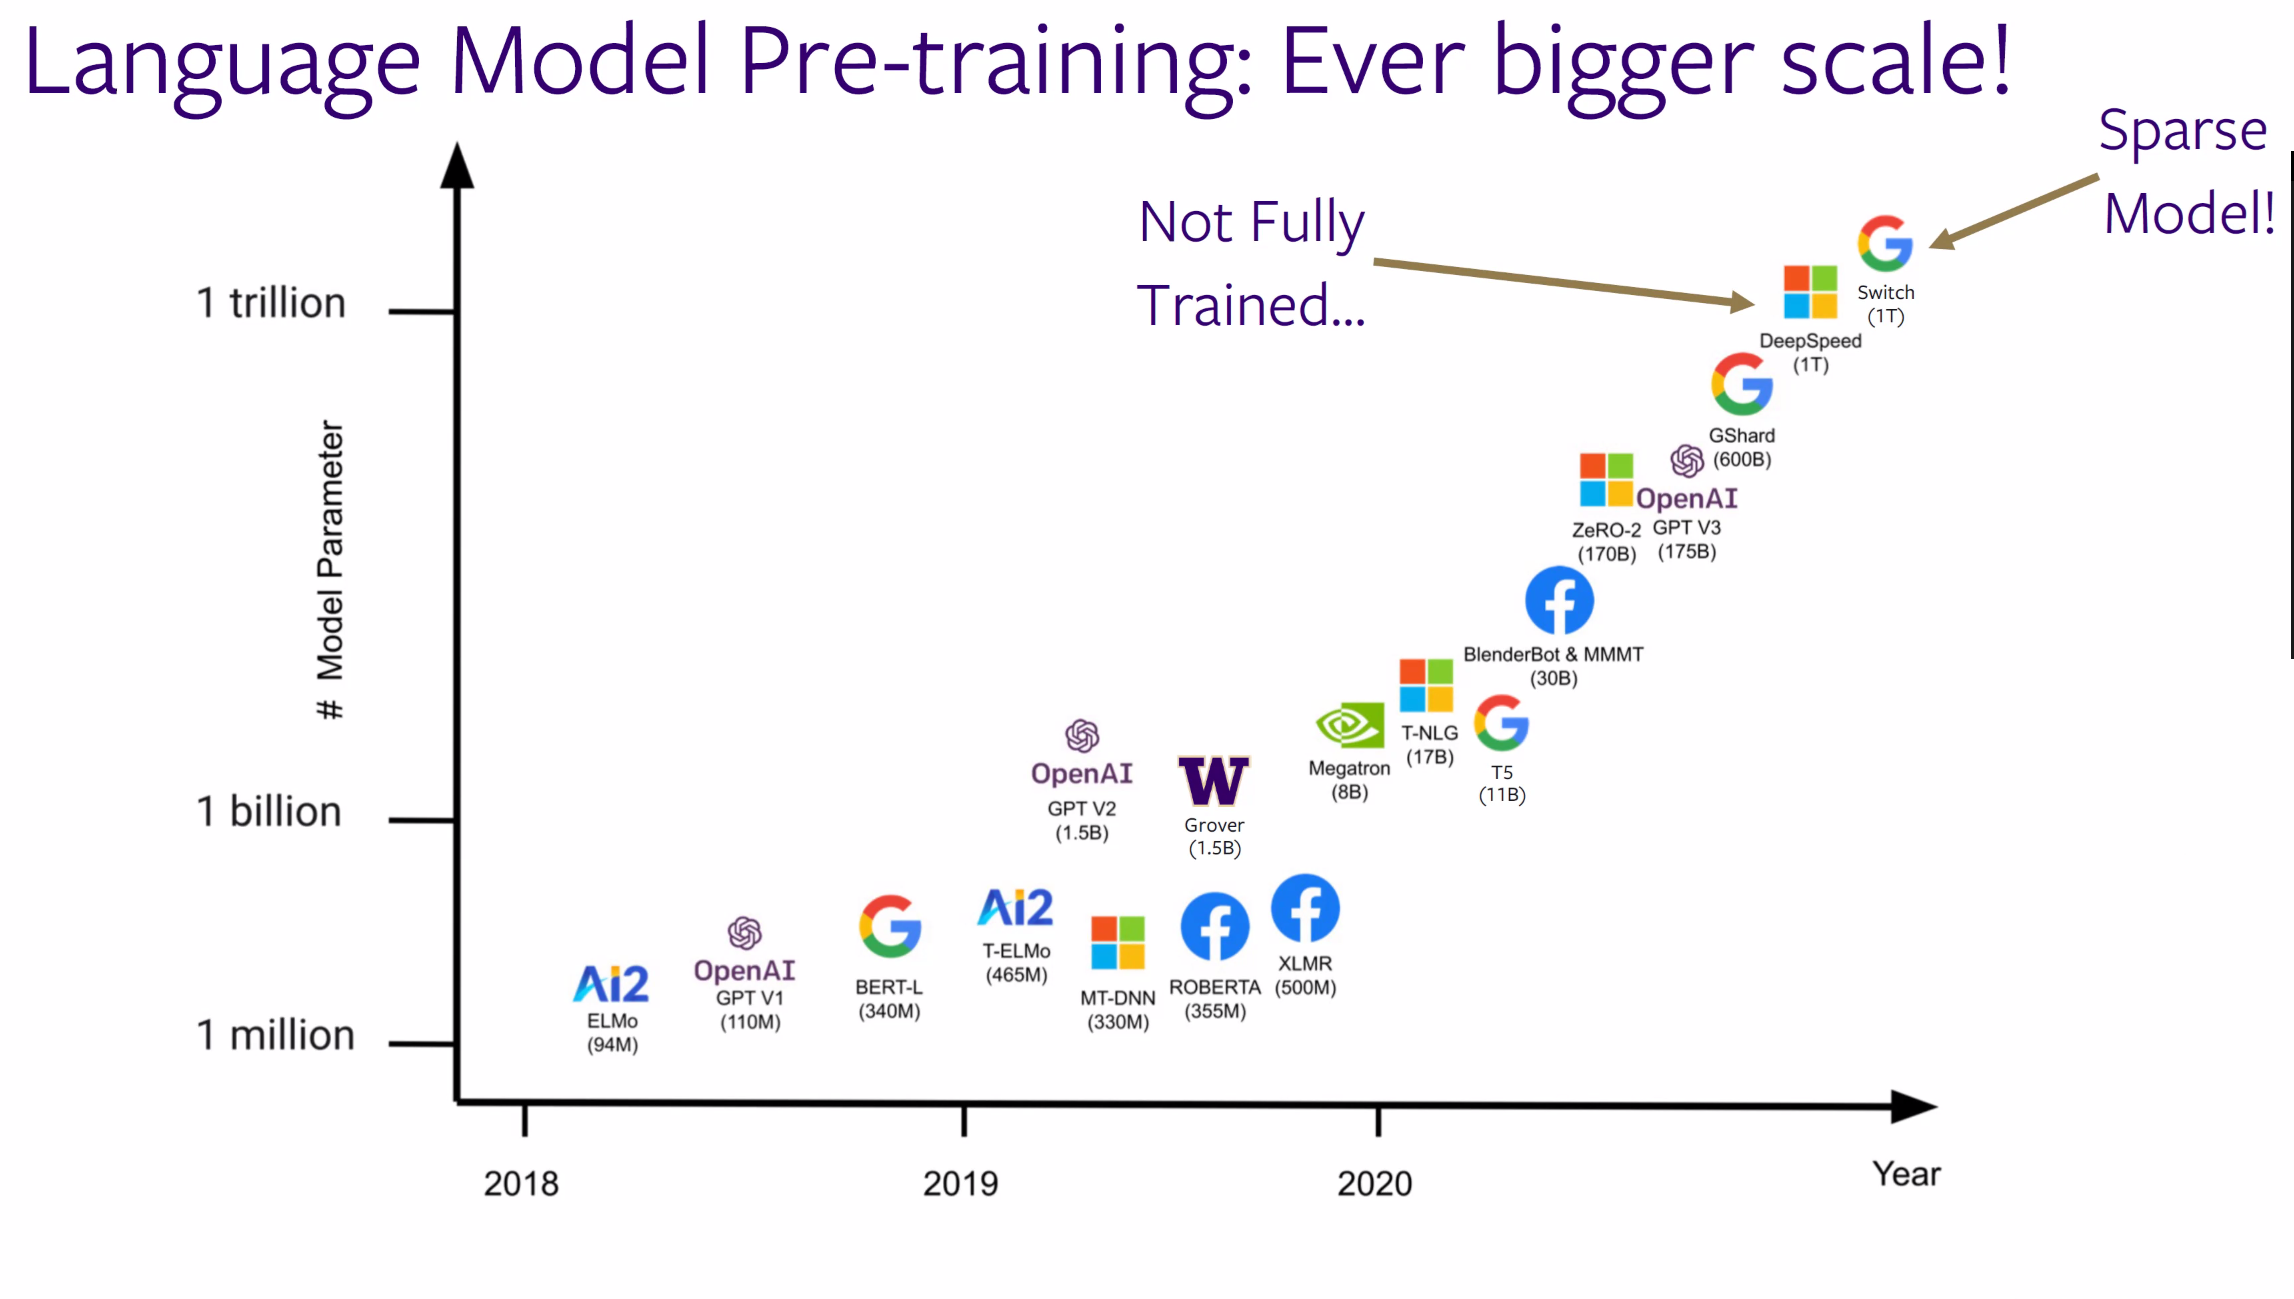 Language Model Pre-training: Ever bigger scale!
Sparse
Model!
Not Fully
Trained...
1 trillion
1 billion
1 million
# Model Parameter
Switch
(1T)
DeepSpeed
(1T)
GShard
(600B)
OpenAI
GPT V3
(175B)
ZeRO-2
(170B)
BlenderBot & MMMT
(30B)
T-NLG
(17B)
T5
(11B)
Megatron
(8B)
OpenAI
GPT V2
(1.5B)
W
Grover
(1.5B)
Ai2
ELMo
(94M)
OpenAI
GPT V1
(110M)
BERT-L
(340M)
Ai2
T-ELMo
(465M)
MT-DNN
(330M)
ROBERTA
(355M)
XLMR
(500M)
2018
2019
2020
Year